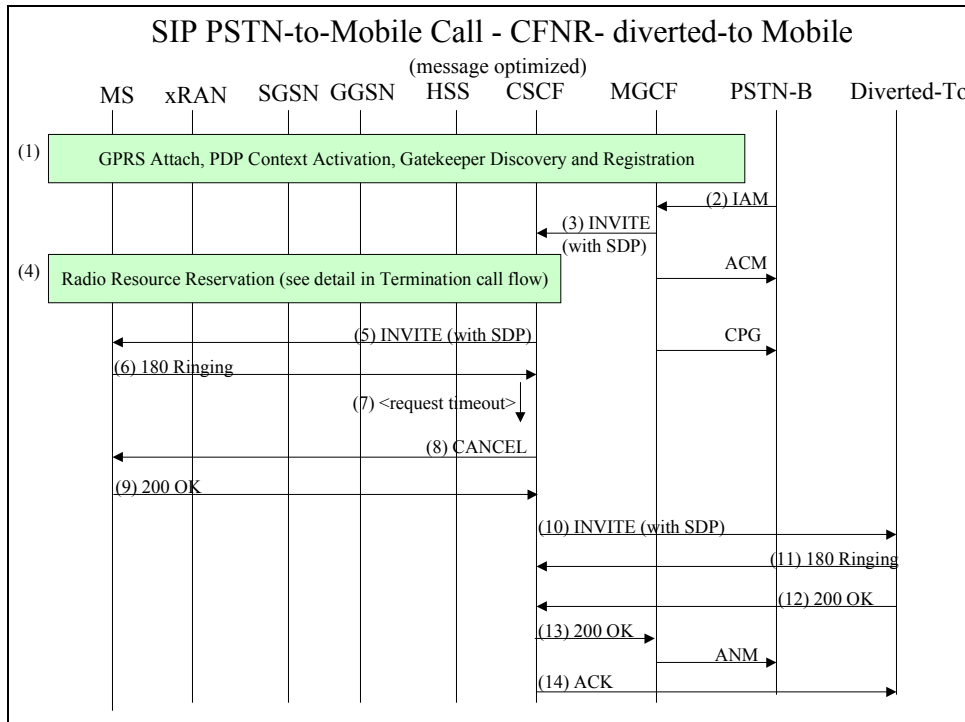 SIP PSTN-to-Mobile Call - CFNR- diverted-to Mobile
(message optimized)
MS xRAN SGSN GGSN HSS CSCF MGCF PSTN-B Diverted-To
(1) GPRS Attach, PDP Context Activation, Gatekeeper Discovery and Registration
(2) IAM
(3) INVITE
(with SDP)
(4) Radio Resource Reservation (see detail in Termination call flow)
ACM
(5) INVITE (with SDP)
CPG
(6) 180 Ringing
(7) <request timeout>
(8) CANCEL
(9) 200 OK
(10) INVITE (with SDP)
(11) 180 Ringing
(12) 200 OK
(13) 200 OK
ANM
(14) ACK